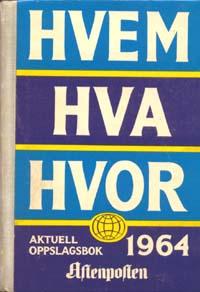 HVEM
HVA
HVOR
AKTUELL
OPPSLAGSBOK 1964
Aftenposten